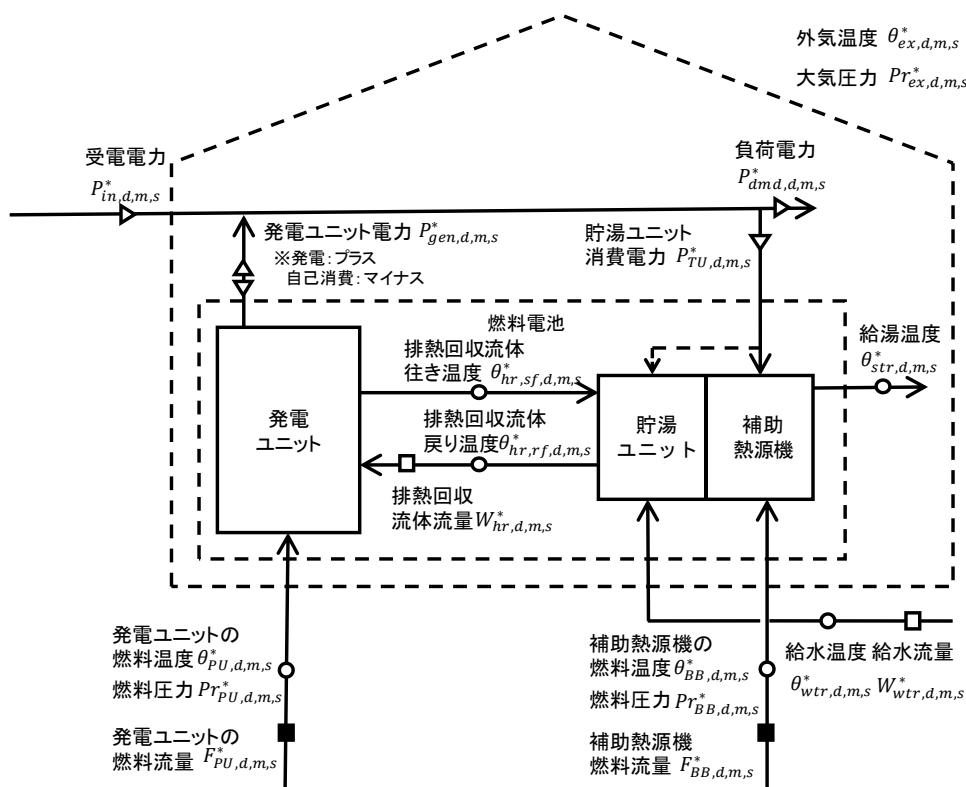 外気温度 θ*ex,d,m,s
大気圧力 Pr*ex,d,m,s
受電電力
P*in,d,m,s
負荷電力
P*dmd,d,m,s
発電ユニット電力 P*gen,d,m,s
※発電：プラス
自己消費：マイナス
貯湯ユニット
消費電力 P*TU,d,m,s
燃料電池
排熱回収流体
往き温度 θ*hr,sf,d,m,s
給湯温度
θ*str,d,m,s
発電
ユニット
排熱回収流体
戻り温度θ*hr,rf,d,m,s
貯湯
ユニット
補助
熱源機
排熱回収
流体流量W*hr,d,m,s
発電ユニットの
燃料温度θ*PU,d,m,s
燃料圧力 Pr*PU,d,m,s
発電ユニットの
燃料流量 F*PU,d,m,s
補助熱源機の
燃料温度θ*BB,d,m,s
燃料圧力Pr*BB,d,m,s
補助熱源機
燃料流量 F*BB,d,m,s
給水温度 給水流量
θ*wtr,d,m,s W*wtr,d,m,s